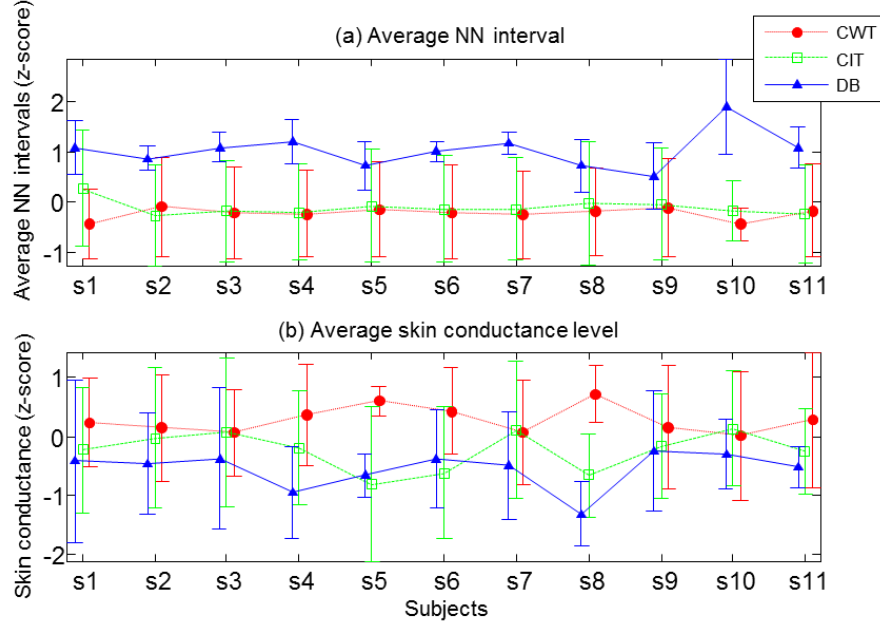 (a) Average NN interval
CWT
CIT
DB
Average NN intervals (z-score)
2
1
0
-1
s1 s2 s3 s4 s5 s6 s7 s8 s9 s10 s11
(b) Average skin conductance level
Skin conductance (z-score)
1
0
-1
-2
s1 s2 s3 s4 s5 s6 s7 s8 s9 s10 s11
Subjects